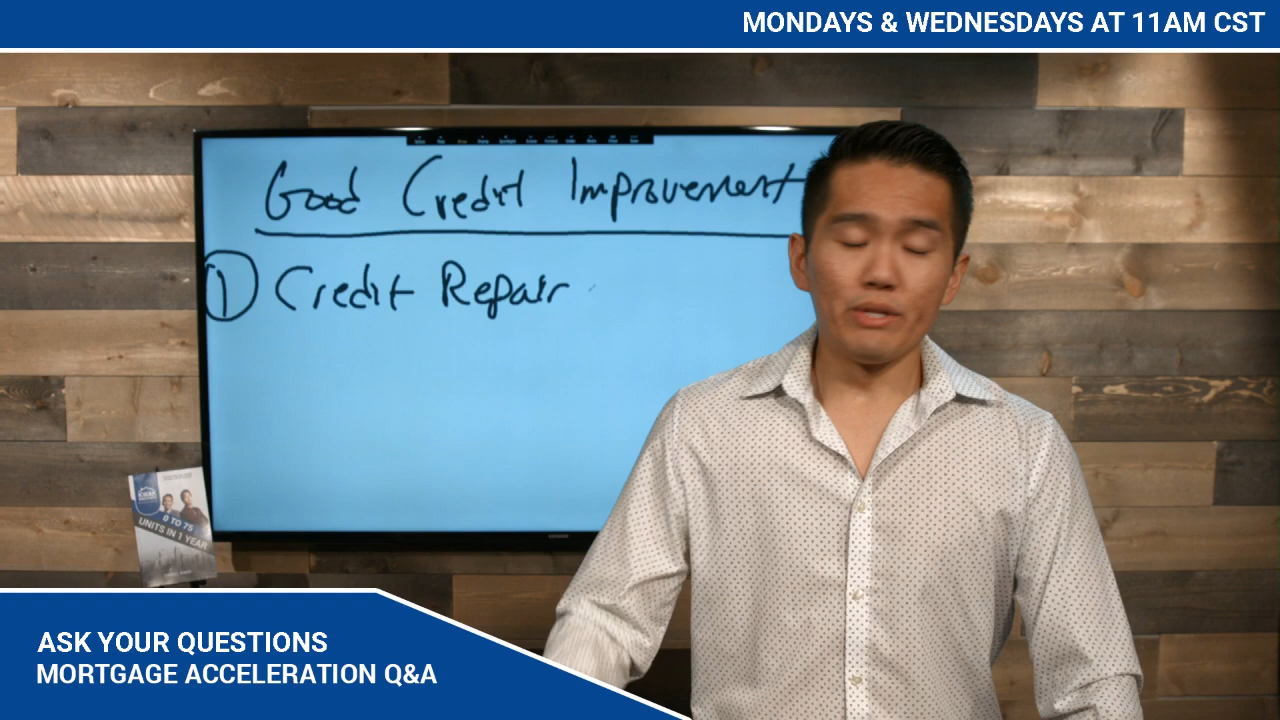 MONDAYS & WEDNESDAYS AT 11AM CST
Good Credit Improvement
① Credit Repair
0 TO 75
UNITS IN 1 YEAR
ASK YOUR QUESTIONS
MORTGAGE ACCELERATION Q&A